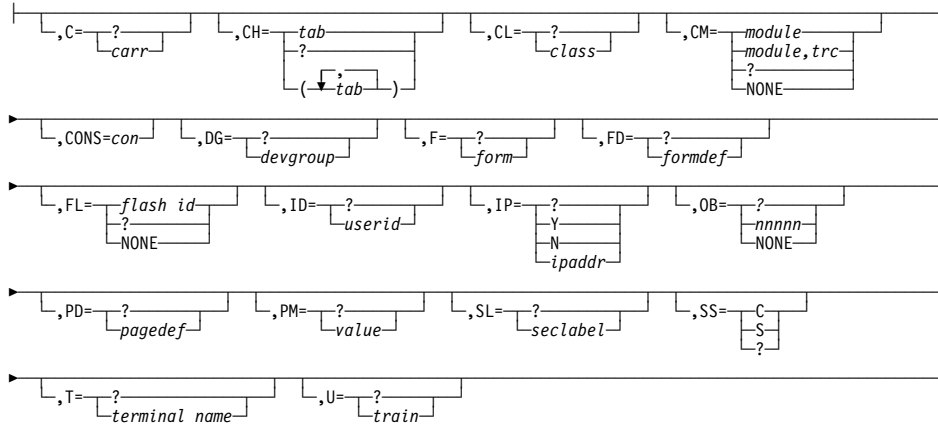 ,C= ? ,CH= tab ,CL= ? ,CM= module
carr ? class module,trc
, ?
( tab ) NONE
,CONS=con ,DG= ? ,F= ? ,FD= ?
devgroup form formdef
,FL= flash id ,ID= ? ,IP= ? ,OB= ?
? userid Y nnnnn
NONE N NONE
ipaddr
,PD= ? ,PM= ? ,SL= ? ,SS= C
pagedef value seclabel S
?
,T= ? ,U= ?
terminal name train